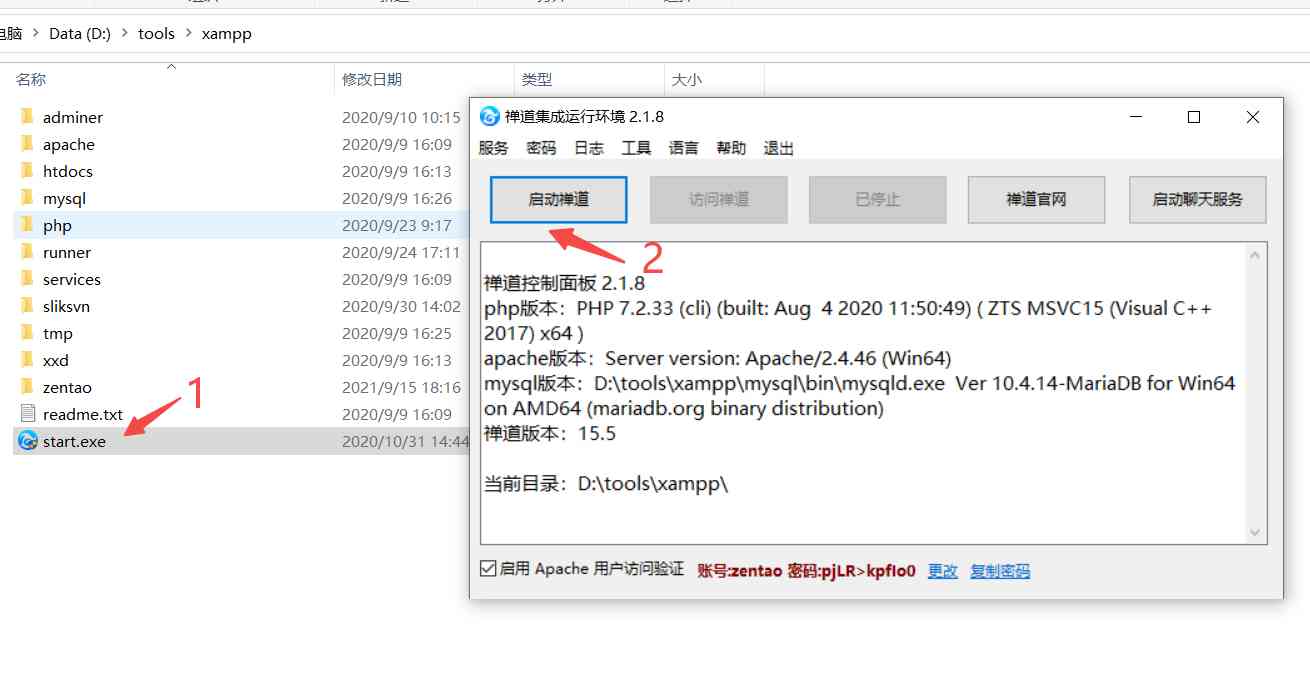 电脑 > Data (D:) > tools > xampp
名称 修改日期 类型 大小
adminer 2020/9/10 10:15
apache 2020/9/9 16:09
htdocs 2020/9/9 16:13
mysql 2020/9/9 16:26
php 2020/9/23 9:17
runner 2020/9/24 17:11
services 2020/9/9 16:09
sliksvn 2020/9/30 14:02
tmp 2020/9/9 16:25
xxd 2020/9/9 16:13
zentao 2021/9/15 18:16
readme.txt 2020/9/9 16:09
start.exe 2020/10/31 14:44
1
禅道集成运行环境 2.1.8
服务 密码 日志 工具 语言 帮助 退出
启动禅道 访问禅道 已停止 禅道官网 启动聊天服务
2
禅道控制面板 2.1.8
php版本：PHP 7.2.33 (cli) (built: Aug 4 2020 11:50:49) ( ZTS MSVC15 (Visual C++
2017) x64 )
apache版本：Server version: Apache/2.4.46 (Win64)
mysql版本：D:\tools\xampp\mysql\bin\mysqld.exe Ver 10.4.14-MariaDB for Win64
on AMD64 (mariadb.org binary distribution)
禅道版本：15.5
当前目录：D:\tools\xampp\
启用 Apache 用户访问验证 账号:zentao 密码:pjLR>kpfIo0 更改 复制密码